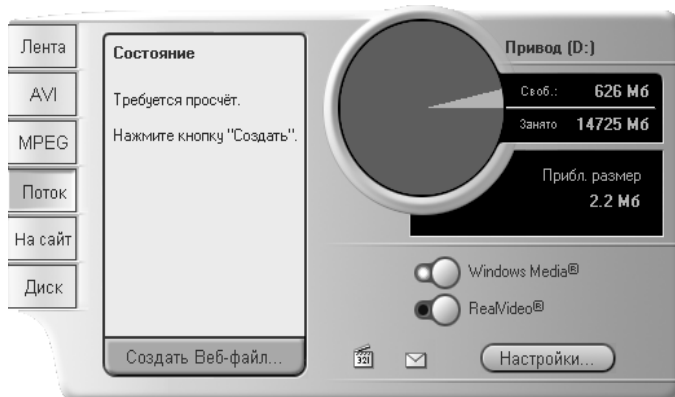 Лента
AVI
MPEG
Поток
На сайт
Диск
Состояние
Требуется просчёт.
Нажмите кнопку "Создать".
Создать Веб-файл...
Привод (D:)
Своб.: 626 Мб
Занято 14725 Мб
Прибл. размер
2.2 Мб
Windows Media®
RealVideo®
321
Настройки...